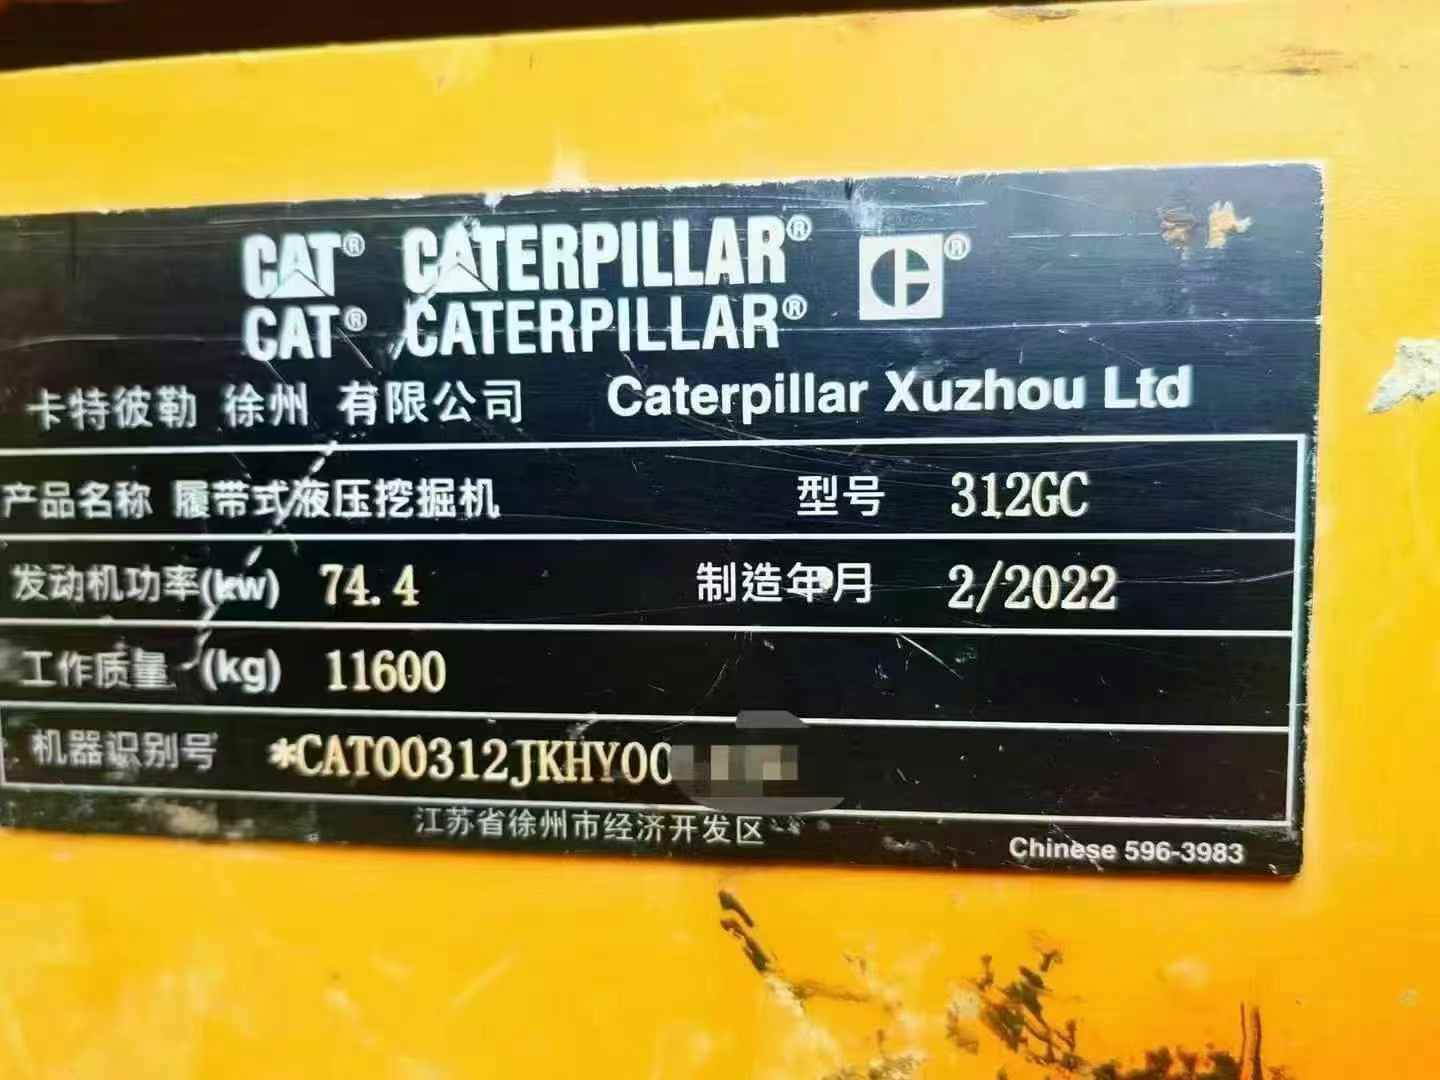 CAT® CATERPILLAR®
CAT® CATERPILLAR®
卡特彼勒 徐州 有限公司 Caterpillar Xuzhou Ltd
产品名称 履带式液压挖掘机 型号 312GC
发动机功率(kw) 74.4 制造年月 2/2022
工作质量 (kg) 11600
机器识别号 *CAT00312JKHY00
江苏省徐州市经济开发区
Chinese 596-3983